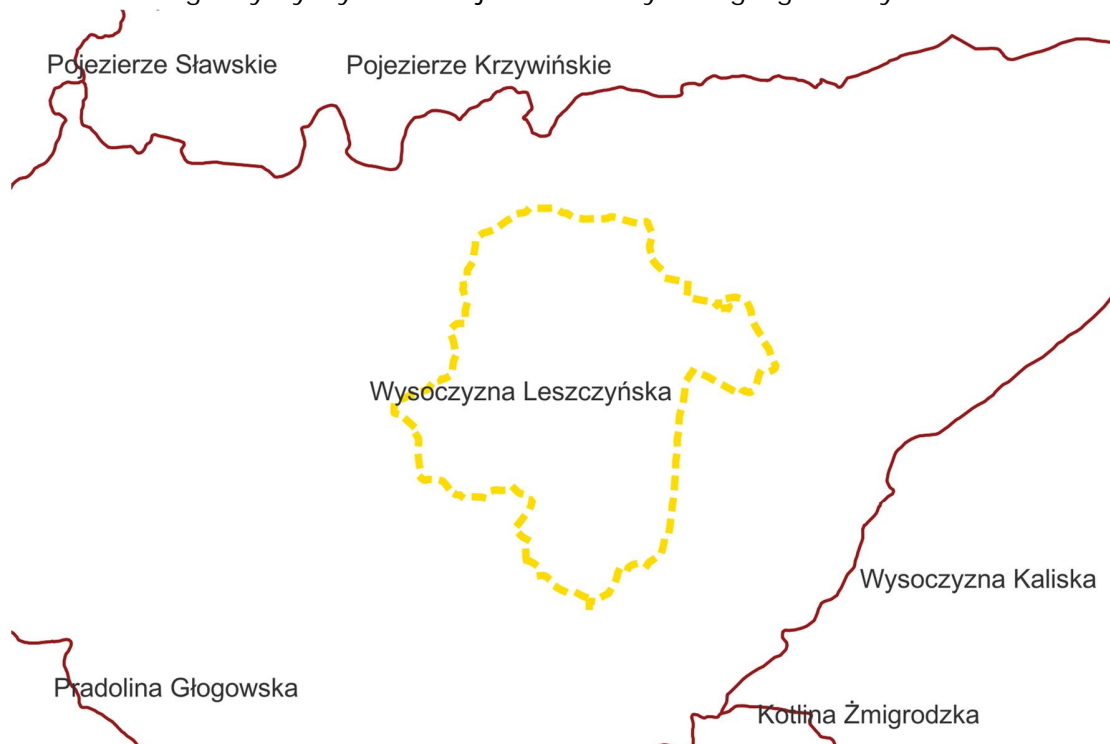 Pojezierze Sławskie
Pojezierze Krzywińskie
Wysoczyzna Leszczyńska
Wysoczyzna Kaliska
Pradolina Głogowska
Kotlina Żmigrodzka